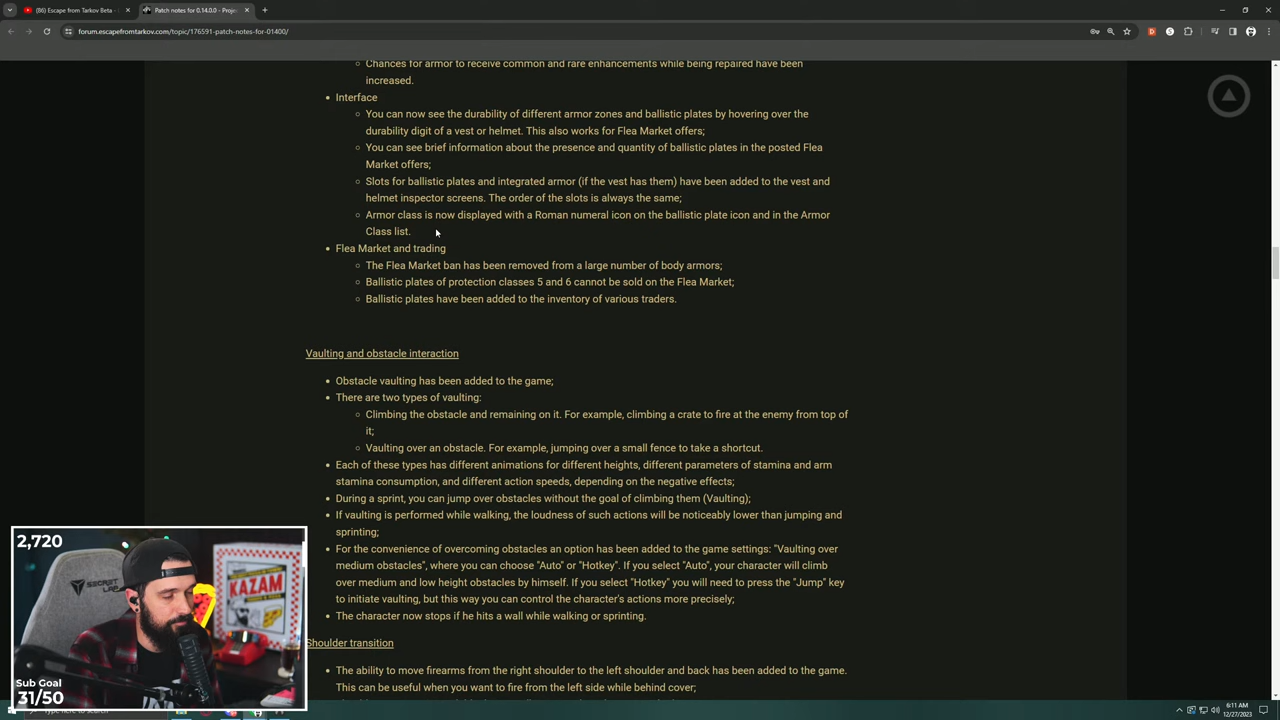 (B6) Escape from Tarkov Beta -
Patch notes for 0.14.0.0 - Proje
forum.escapefromtarkov.com/topic/176591-patch-notes-for-01400/
Chances for armor to receive common and rare enhancements while being repaired have been
increased.
Interface
You can now see the durability of different armor zones and ballistic plates by hovering over the
durability digit of a vest or helmet. This also works for Flea Market offers;
You can see brief information about the presence and quantity of ballistic plates in the posted Flea
Market offers;
Slots for ballistic plates and integrated armor (if the vest has them) have been added to the vest and
helmet inspector screens. The order of the slots is always the same;
Armor class is now displayed with a Roman numeral icon on the ballistic plate icon and in the Armor
Class list.
Flea Market and trading
The Flea Market ban has been removed from a large number of body armors;
Ballistic plates of protection classes 5 and 6 cannot be sold on the Flea Market;
Ballistic plates have been added to the inventory of various traders.
Vaulting and obstacle interaction
Obstacle vaulting has been added to the game;
There are two types of vaulting:
Climbing the obstacle and remaining on it. For example, climbing a crate to fire at the enemy from top of
it;
Vaulting over an obstacle. For example, jumping over a small fence to take a shortcut.
Each of these types has different animations for different heights, different parameters of stamina and arm
stamina consumption, and different action speeds, depending on the negative effects;
During a sprint, you can jump over obstacles without the goal of climbing them (Vaulting);
If vaulting is performed while walking, the loudness of such actions will be noticeably lower than jumping and
sprinting;
For the convenience of overcoming obstacles an option has been added to the game settings: "Vaulting over
medium obstacles", where you can choose "Auto" or "Hotkey". If you select "Auto", your character will climb
over medium and low height obstacles by himself. If you select "Hotkey" you will need to press the "Jump" key
to initiate vaulting, but this way you can control the character's actions more precisely;
The character now stops if he hits a wall while walking or sprinting.
Shoulder transition
The ability to move firearms from the right shoulder to the left shoulder and back has been added to the game.
This can be useful when you want to fire from the left side while behind cover;
2,720
SECRETLAB
KAZAM
Sub Goal
31/50
Type here to search
6:11 AM
12/27/2023